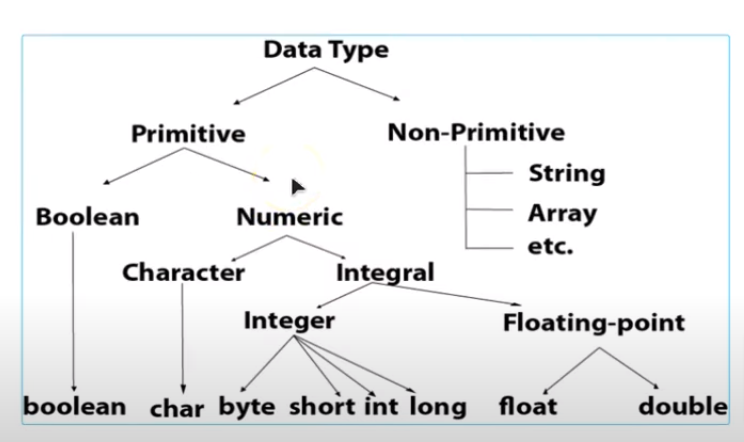 Data Type
Primitive
Non-Primitive
String
Array
etc.
Boolean
Numeric
Character
Integral
Integer
Floating-point
boolean
char
byte
short
int
long
float
double